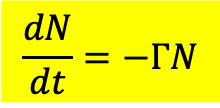 dN/dt = −ΓN